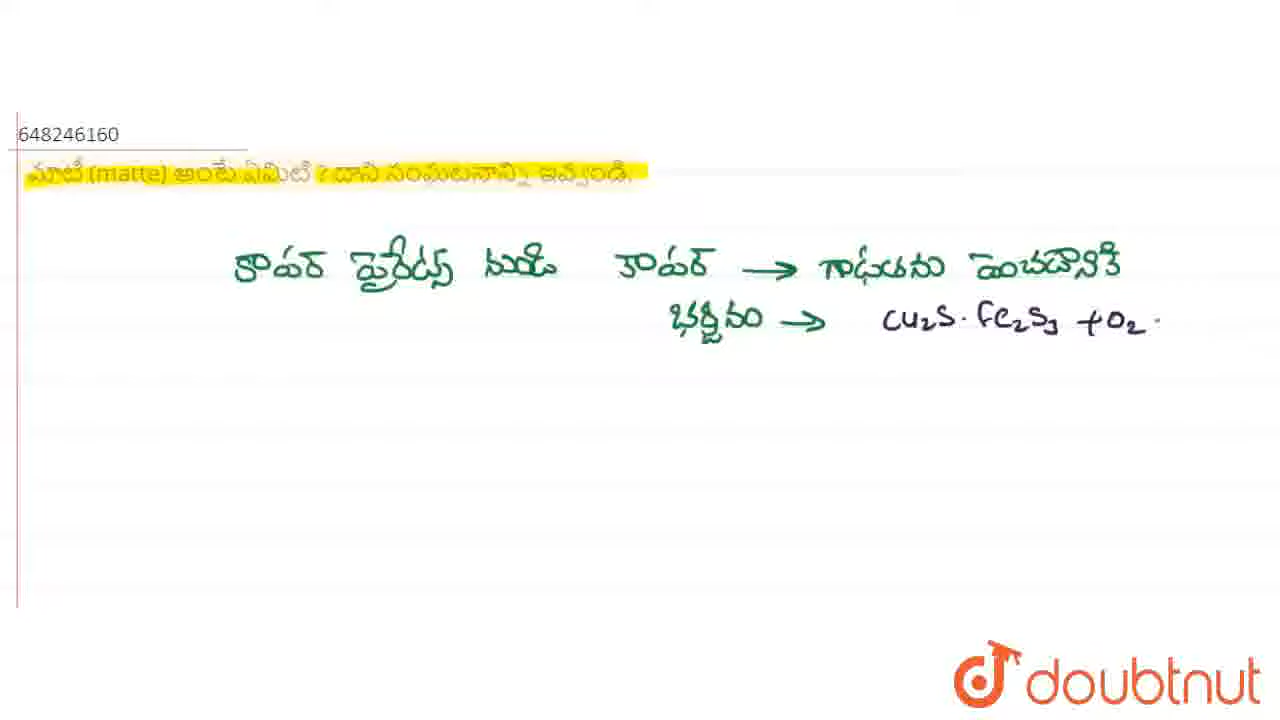 648246160
మాటీ (matte) అంటే ఏమిటి ? దాని సంఘటనాన్ని ఇవ్వండి.
కాపర్ పైరేట్స్ నుండి కాపర్ → గాఢతను పెంచడానికి
భర్జనం → Cu₂S. Fe₂S₃ + O₂
doubtnut